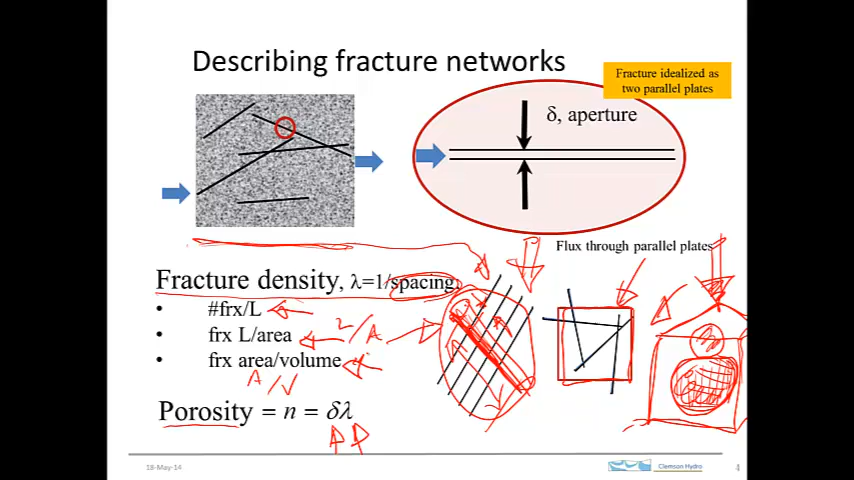 Describing fracture networks
Fracture idealized as
two parallel plates
δ, aperture
Flux through parallel plates
Fracture density, λ=1/spacing
• #frx/L
• frx L/area
L/A
• frx area/volume
A/V
Porosity = n = δλ
18-May-14
Clemson Hydro
4